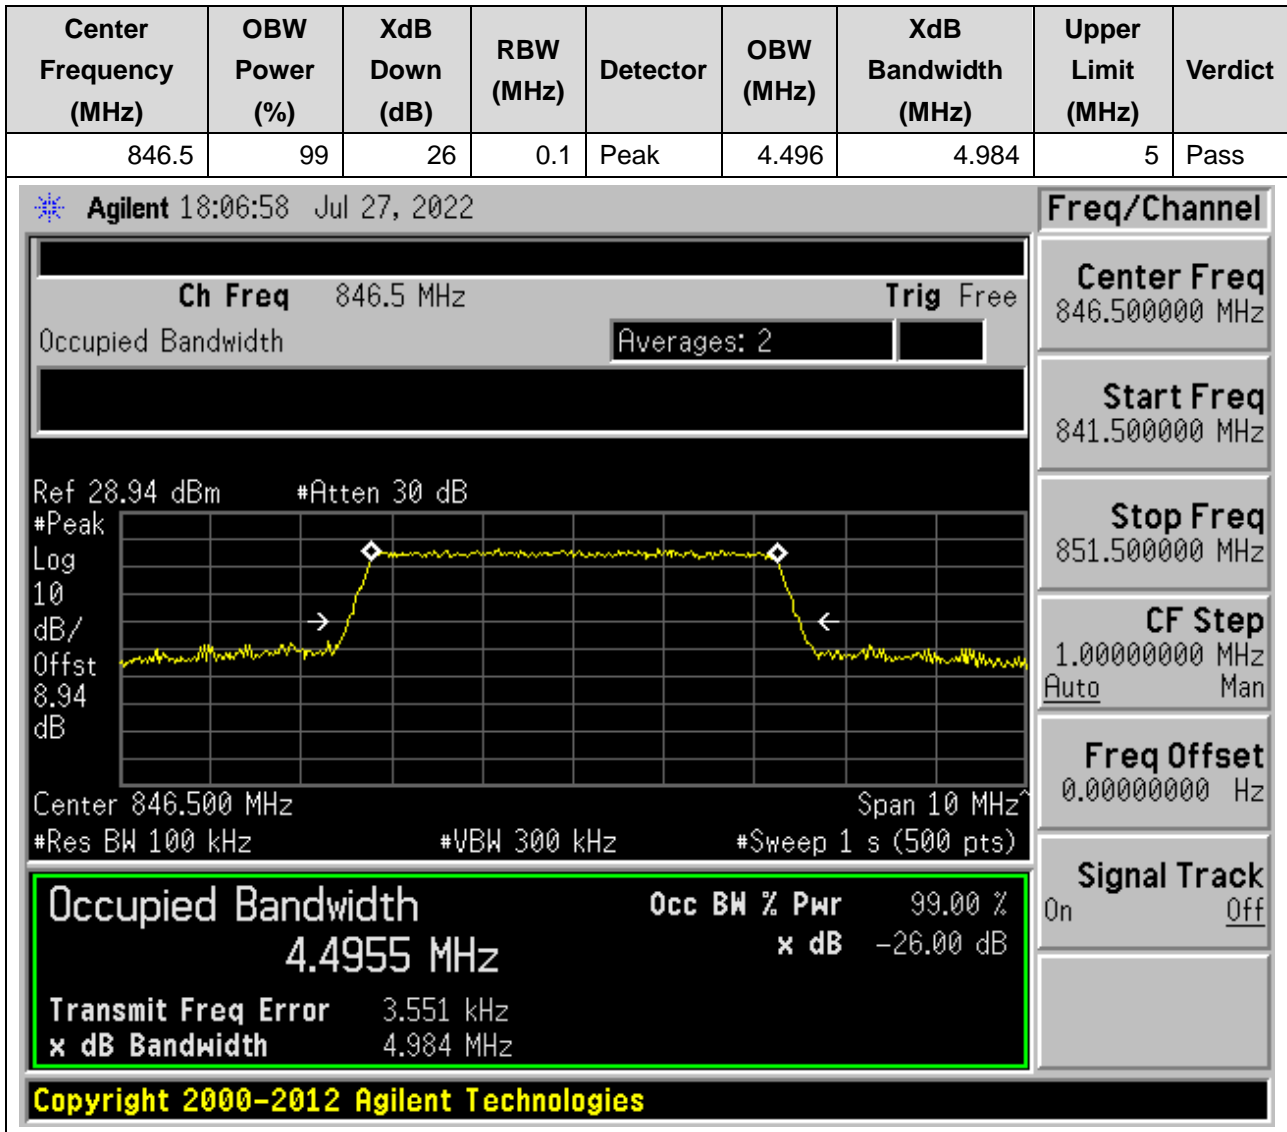 Center Frequency (MHz) OBW Power (%) XdB Down (dB) RBW (MHz) Detector OBW (MHz) XdB Bandwidth (MHz) Upper Limit (MHz) Verdict
846.5 99 26 0.1 Peak 4.496 4.984 5 Pass
Agilent 18:06:58 Jul 27, 2022
Ch Freq 846.5 MHz Trig Free
Occupied Bandwidth Averages: 2
Ref 28.94 dBm #Atten 30 dB
#Peak
Log
10
dB/
Offst
8.94
dB
Center 846.500 MHz Span 10 MHz^
#Res BW 100 kHz #VBW 300 kHz #Sweep 1 s (500 pts)
Occupied Bandwidth Occ BW % Pwr 99.00 %
4.4955 MHz x dB -26.00 dB
Transmit Freq Error 3.551 kHz
x dB Bandwidth 4.984 MHz
Copyright 2000-2012 Agilent Technologies
Freq/Channel
Center Freq
846.500000 MHz
Start Freq
841.500000 MHz
Stop Freq
851.500000 MHz
CF Step
1.00000000 MHz
Auto Man
Freq Offset
0.00000000 Hz
Signal Track
On Off